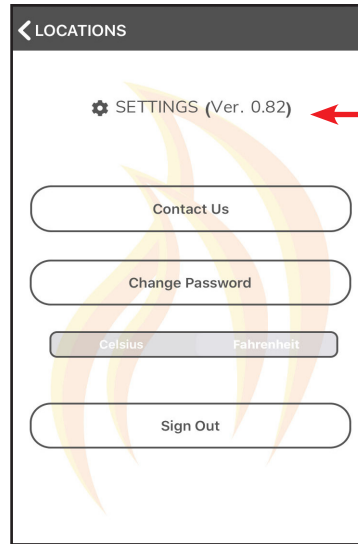 LOCATIONS
SETTINGS (Ver. 0.82)
Contact Us
Change Password
Celsius Fahrenheit
Sign Out